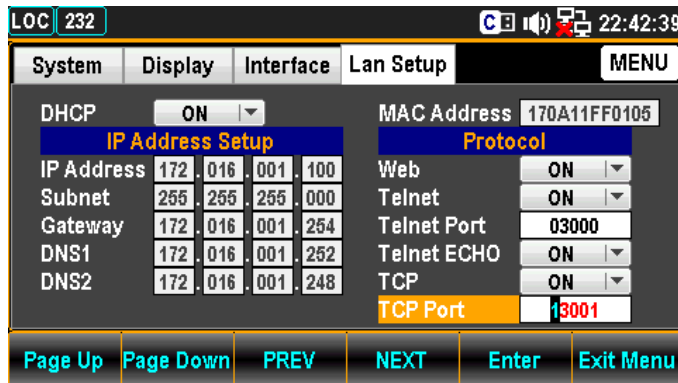 LOC 232 C 22:42:39
System Display Interface Lan Setup MENU
DHCP ON MAC Address 170A11FF0105
IP Address Setup Protocol
IP Address 172 . 016 . 001 . 100 Web ON
Subnet 255 . 255 . 255 . 000 Telnet ON
Gateway 172 . 016 . 001 . 254 Telnet Port 03000
DNS1 172 . 016 . 001 . 252 Telnet ECHO ON
DNS2 172 . 016 . 001 . 248 TCP ON
TCP Port 13001
Page Up Page Down PREV NEXT Enter Exit Menu